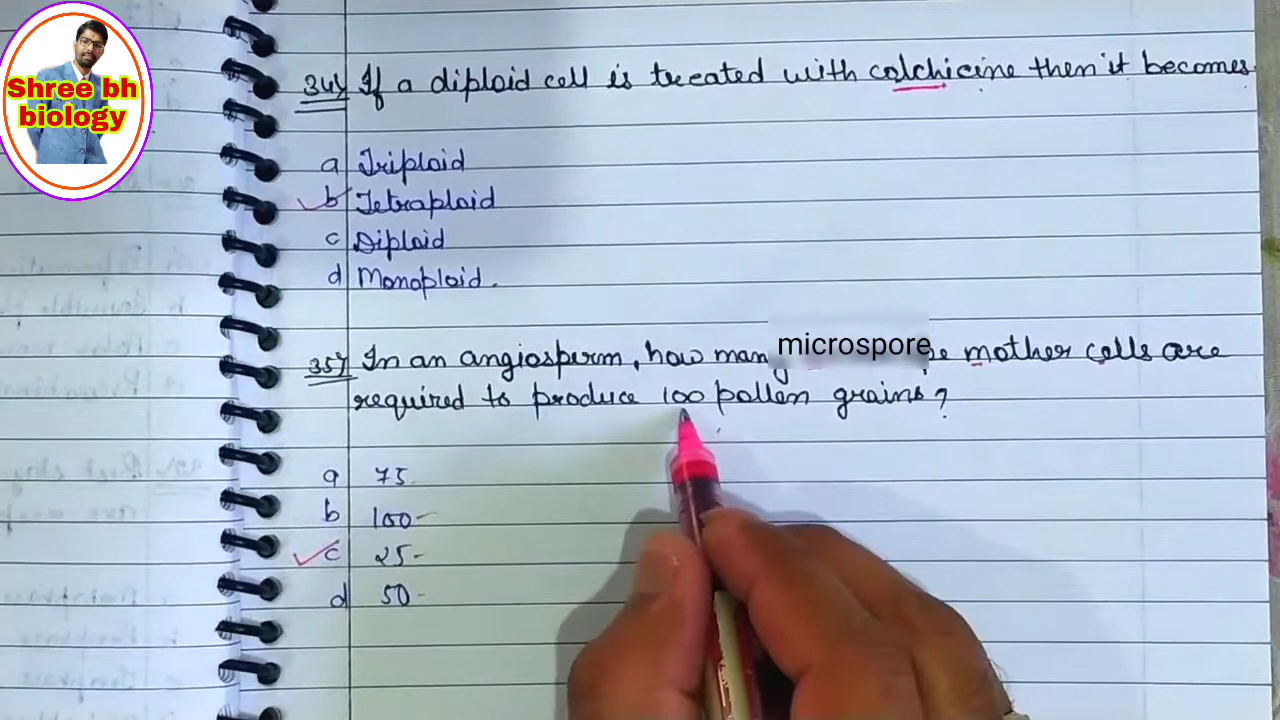 Shree bh
biology
34) If a diploid cell is treated with colchicine then it becomes
a Triploid
b Tetraploid
c Diploid
d Monoploid.
35) In an angiosperm, how many microspore mother cells are
required to produce 100 pollen grains?
a 75
b 100-
c 25-
d 50-